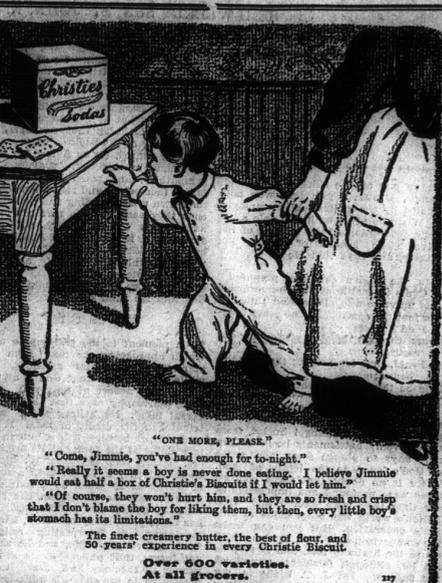 Christies
Sodas
"ONE MORE, PLEASE."
"Come, Jimmie, you've had enough for to-night."
"Really it seems a boy is never done eating. I believe Jimmie
would eat half a box of Christie's Biscuits if I would let him."
"Of course, they won't hurt him, and they are so fresh and crisp
that I don't blame the boy for liking them, but then, every little boy's
stomach has its limitations."
The finest creamery butter, the best of flour, and
50 years' experience in every Christie Biscuit.
Over 600 varieties.
At all grocers.
127